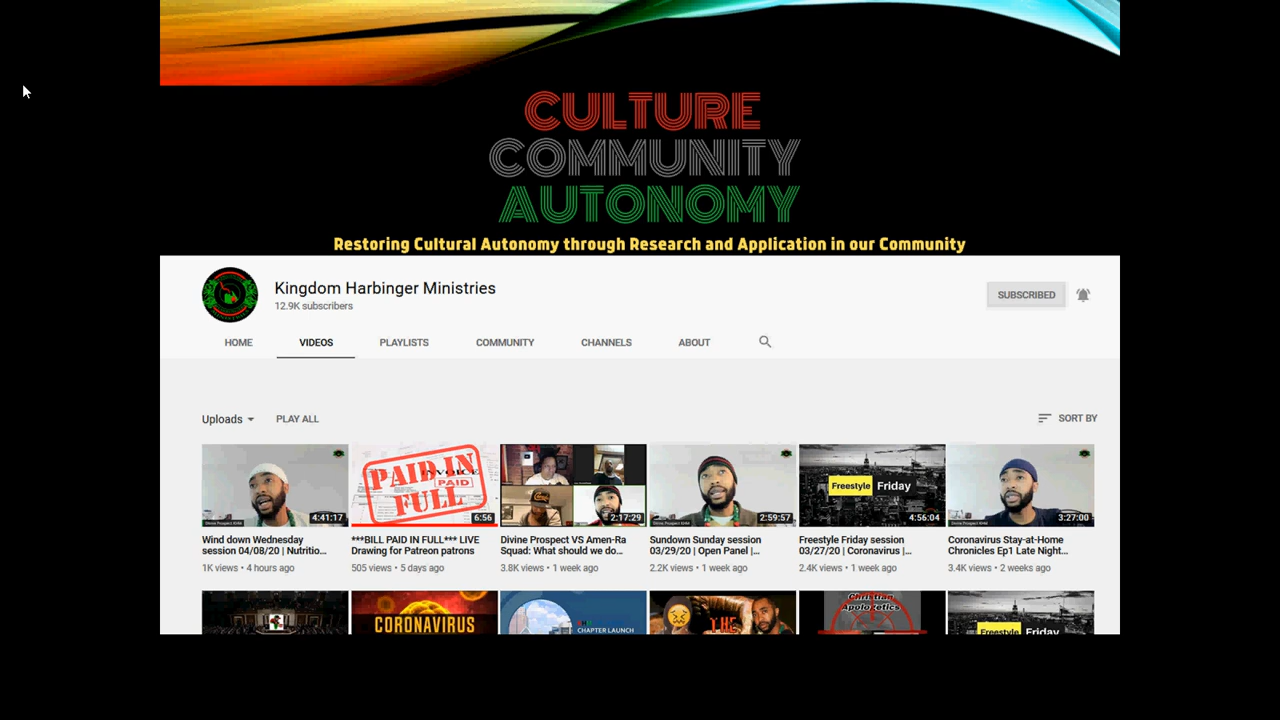 CULTURE
COMMUNITY
AUTONOMY
Restoring Cultural Autonomy through Research and Application in our Community
Kingdom Harbinger Ministries
12.9K subscribers
SUBSCRIBED
HOME VIDEOS PLAYLISTS COMMUNITY CHANNELS ABOUT
Uploads PLAY ALL SORT BY
INVOICE
PAID IN
PAID
FULL
Freestyle Friday
4:41:17 6:56 2:17:29 2:59:57 4:56:04 3:27:00
Wind down Wednesday
session 04/08/20 | Nutritio...
1K views • 4 hours ago
***BILL PAID IN FULL*** LIVE
Drawing for Patreon patrons
505 views • 5 days ago
Divine Prospect VS Amen-Ra
Squad: What should we do...
3.8K views • 1 week ago
Sundown Sunday session
03/29/20 | Open Panel |...
2.2K views • 1 week ago
Freestyle Friday session
03/27/20 | Coronavirus |...
2.4K views • 1 week ago
Coronavirus Stay-at-Home
Chronicles Ep1 Late Night...
3.4K views • 2 weeks ago
CORONAVIRUS
CHAPTER LAUNCH
THE
Christian
Apologetics
Freestyle Friday